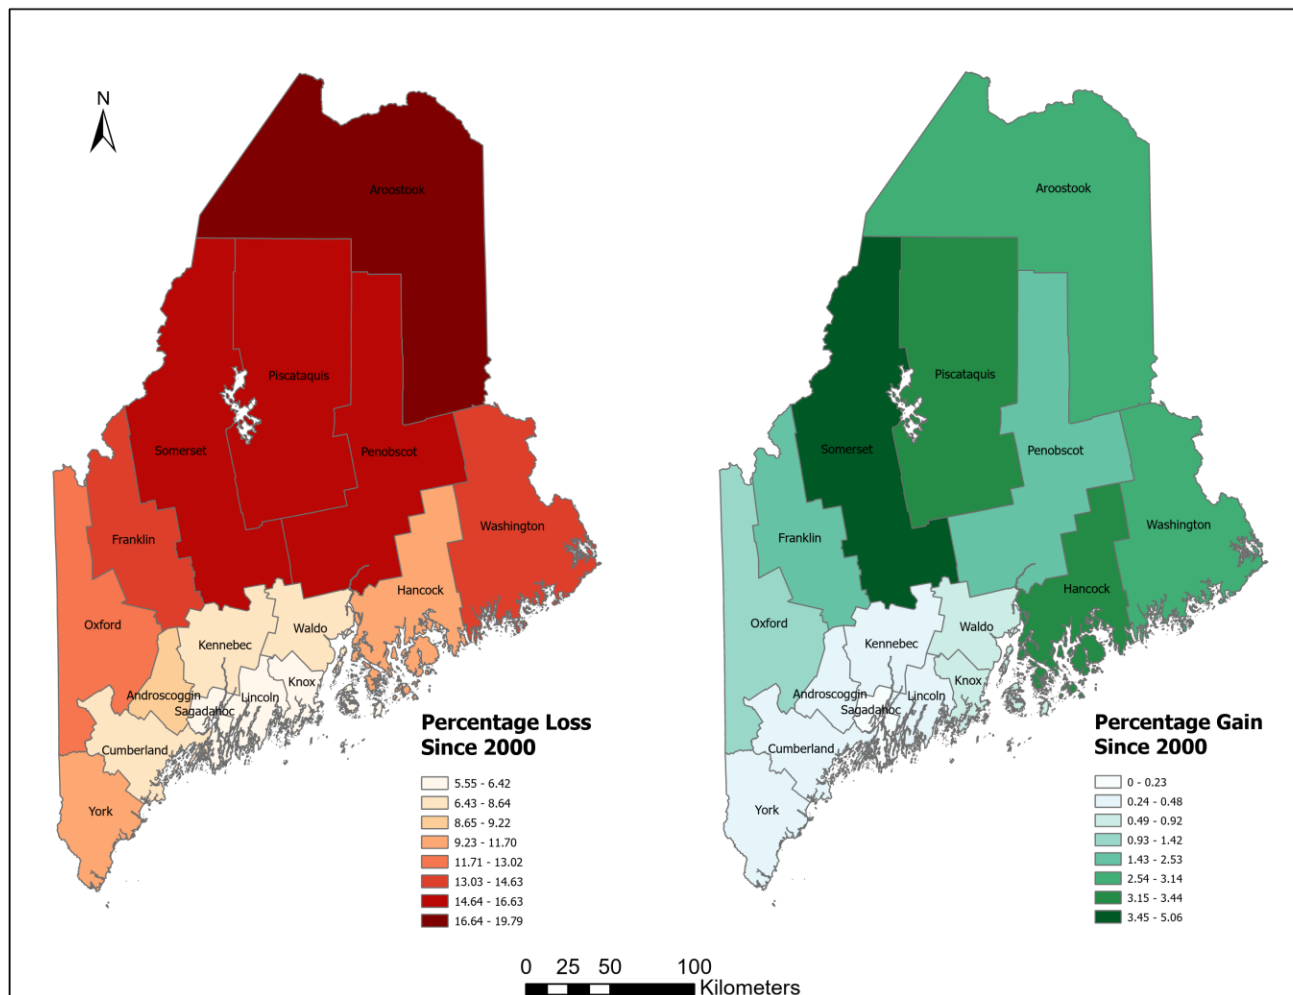 N
Aroostook
Piscataquis
Somerset
Penobscot
Washington
Franklin
Hancock
Oxford
Waldo
Kennebec
Knox
Androscoggin
Lincoln
Sagadahoc
Cumberland
York
Percentage Loss
Since 2000
5.55 - 6.42
6.43 - 8.64
8.65 - 9.22
9.23 - 11.70
11.71 - 13.02
13.03 - 14.63
14.64 - 16.63
16.64 - 19.79
Aroostook
Piscataquis
Somerset
Penobscot
Washington
Franklin
Hancock
Oxford
Waldo
Kennebec
Knox
Androscoggin
Lincoln
Sagadahoc
Cumberland
York
Percentage Gain
Since 2000
0 - 0.23
0.24 - 0.48
0.49 - 0.92
0.93 - 1.42
1.43 - 2.53
2.54 - 3.14
3.15 - 3.44
3.45 - 5.06
0 25 50 100
Kilometers